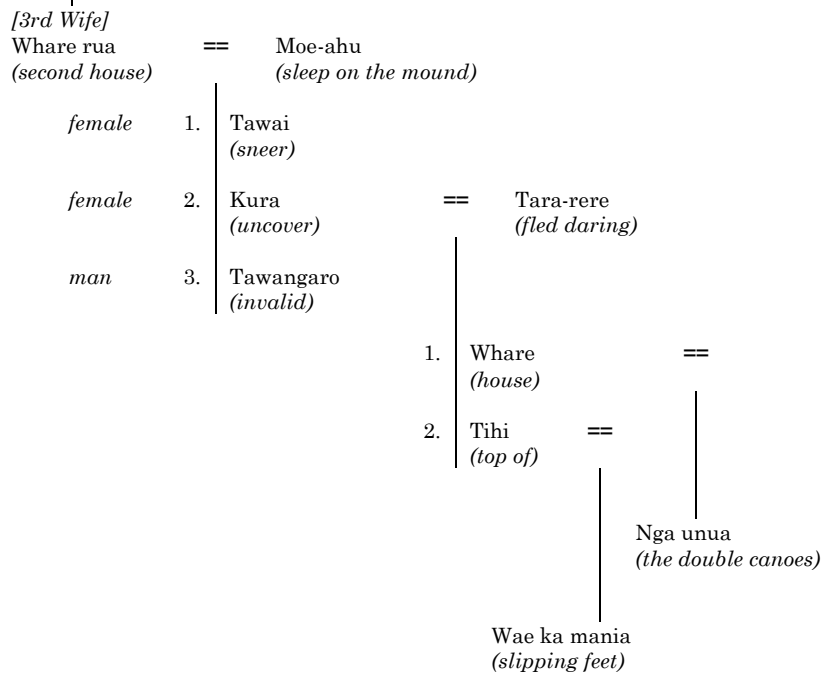 [3rd Wife]
Whare rua == Moe-ahu
(second house) (sleep on the mound)
female 1. Tawai
(sneer)
female 2. Kura == Tara-rere
(uncover) (fled daring)
man 3. Tawangaro
(invalid)
1. Whare ==
(house)
2. Tihi ==
(top of)
Nga unua
(the double canoes)
Wae ka mania
(slipping feet)